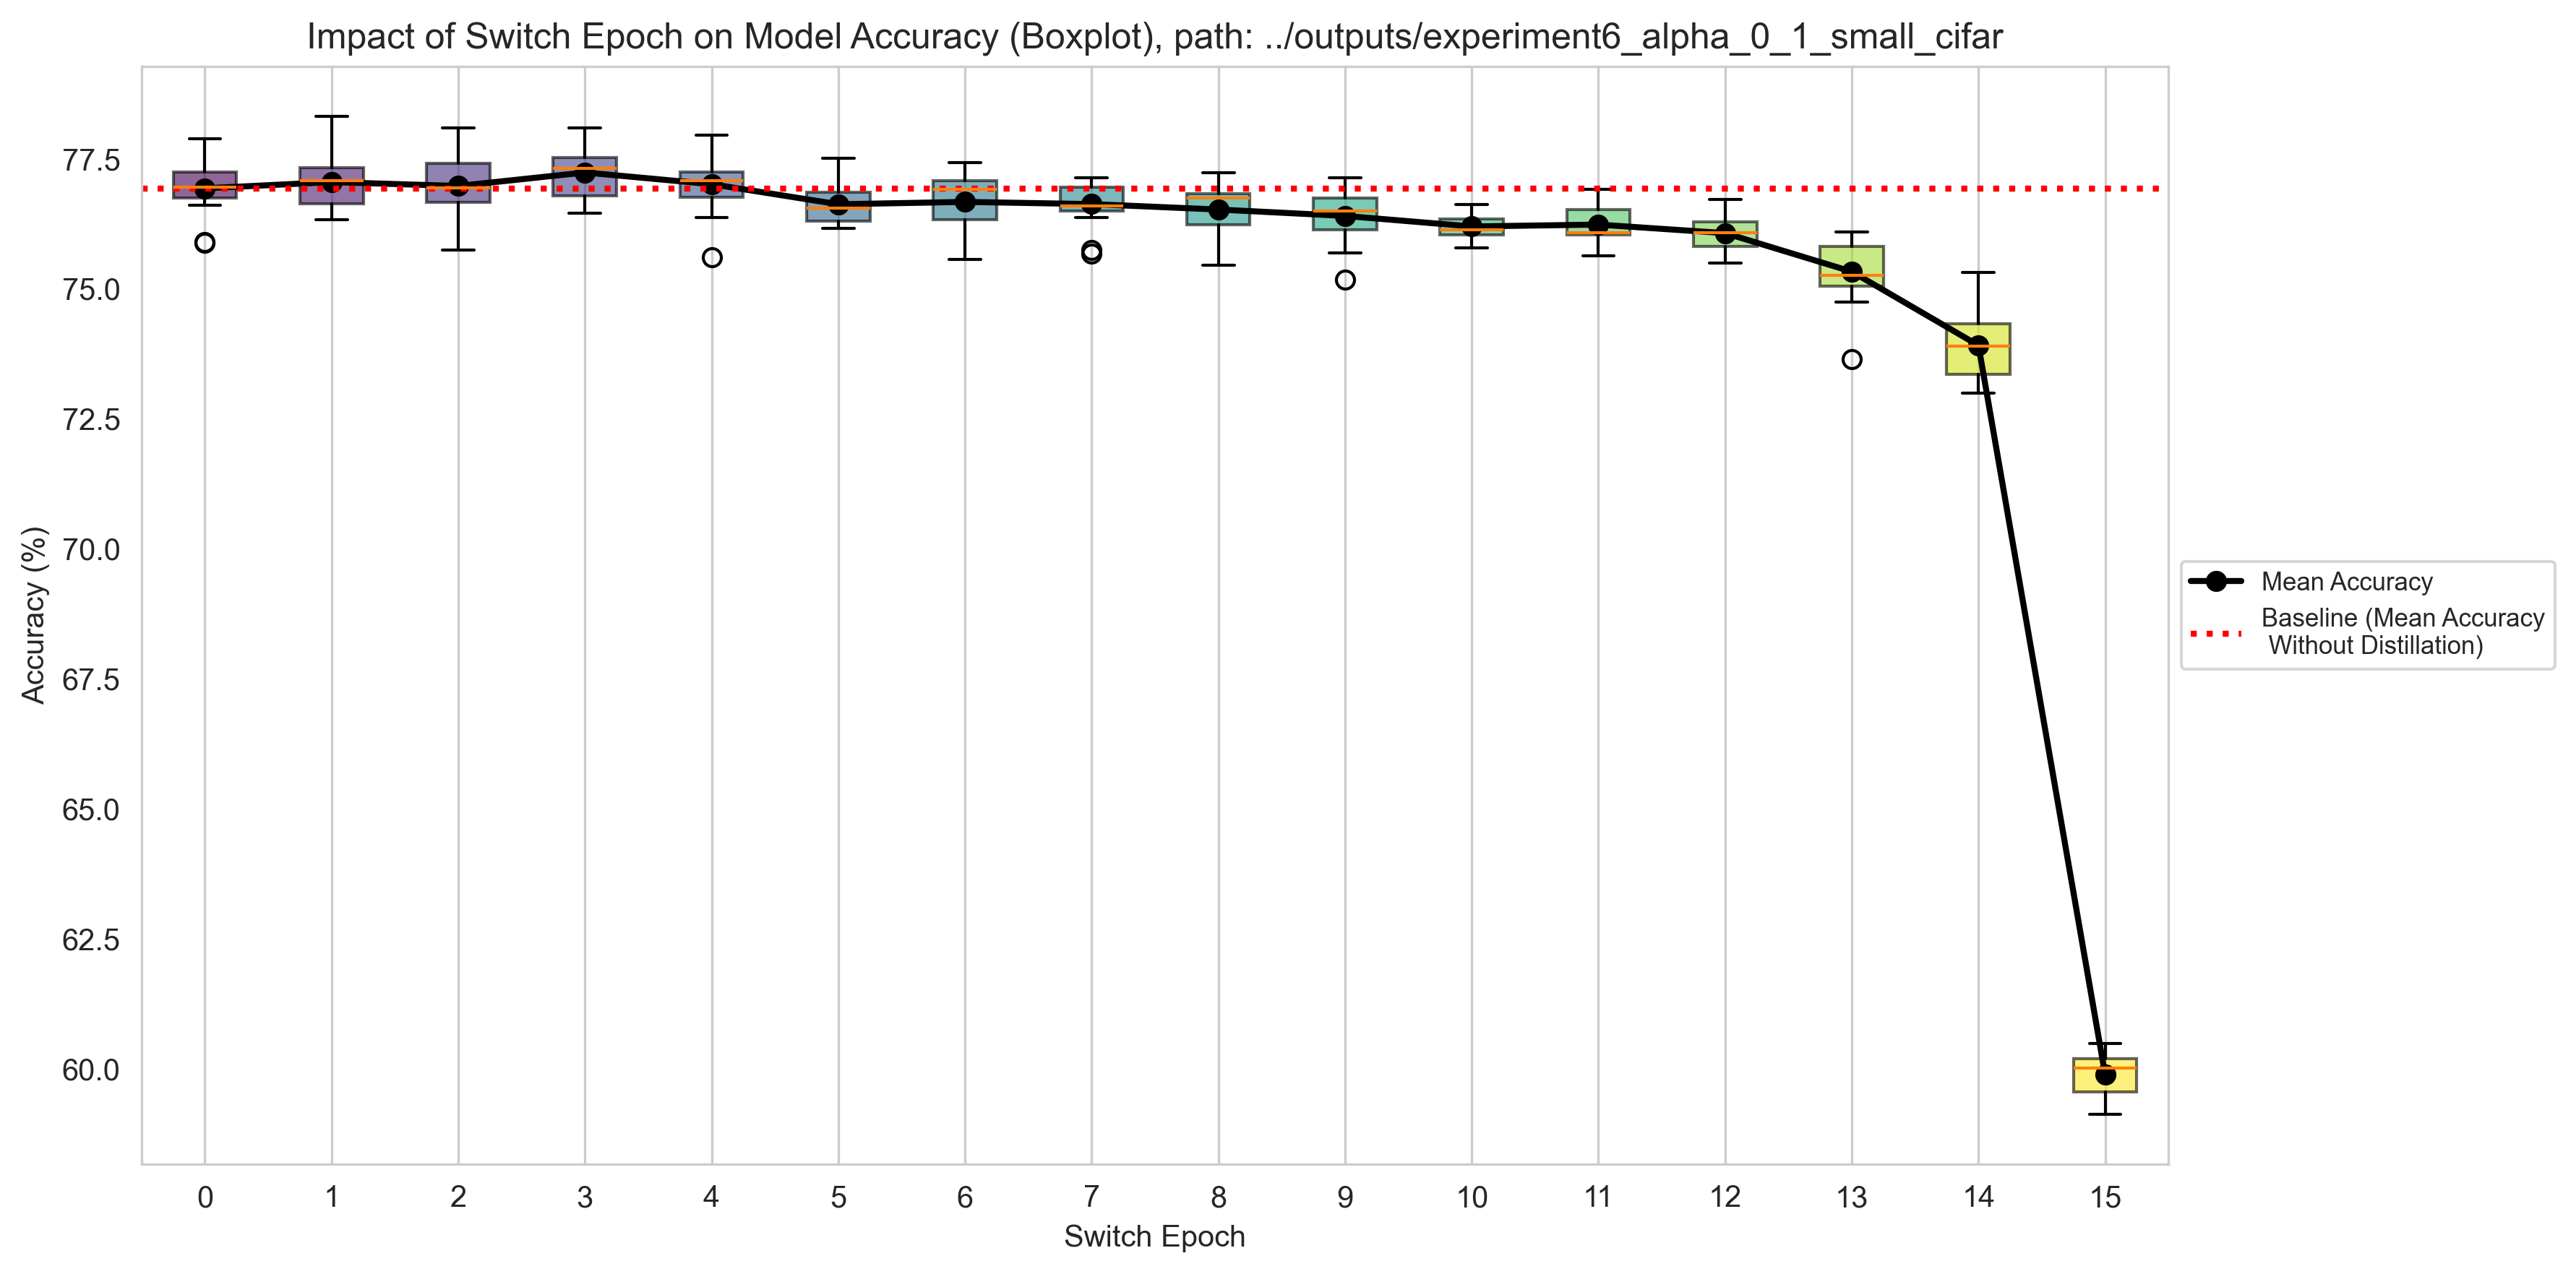 Impact of Switch Epoch on Model Accuracy (Boxplot), path: ../outputs/experiment6_alpha_0_1_small_cifar
Accuracy (%)
77.5
75.0
72.5
70.0
67.5
65.0
62.5
60.0
0 1 2 3 4 5 6 7 8 9 10 11 12 13 14 15
Switch Epoch
Mean Accuracy
Baseline (Mean Accuracy
Without Distillation)